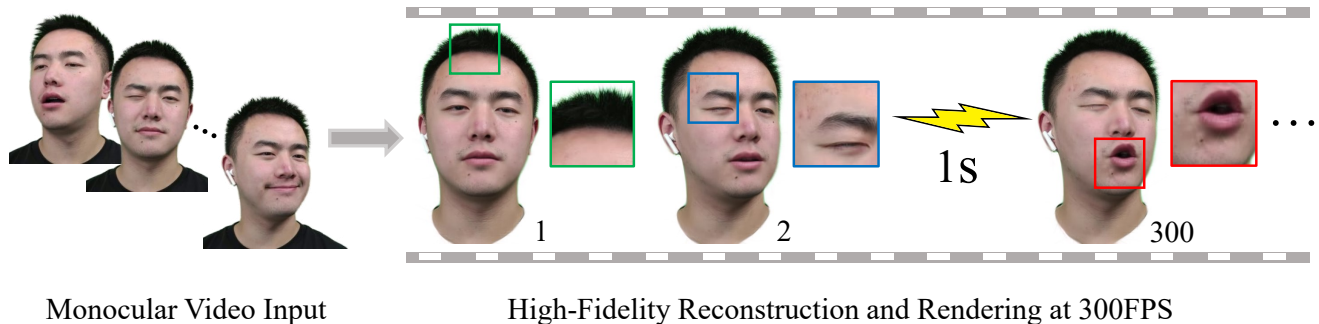 ...
1s
...
1
2
300
Monocular Video Input
High-Fidelity Reconstruction and Rendering at 300FPS